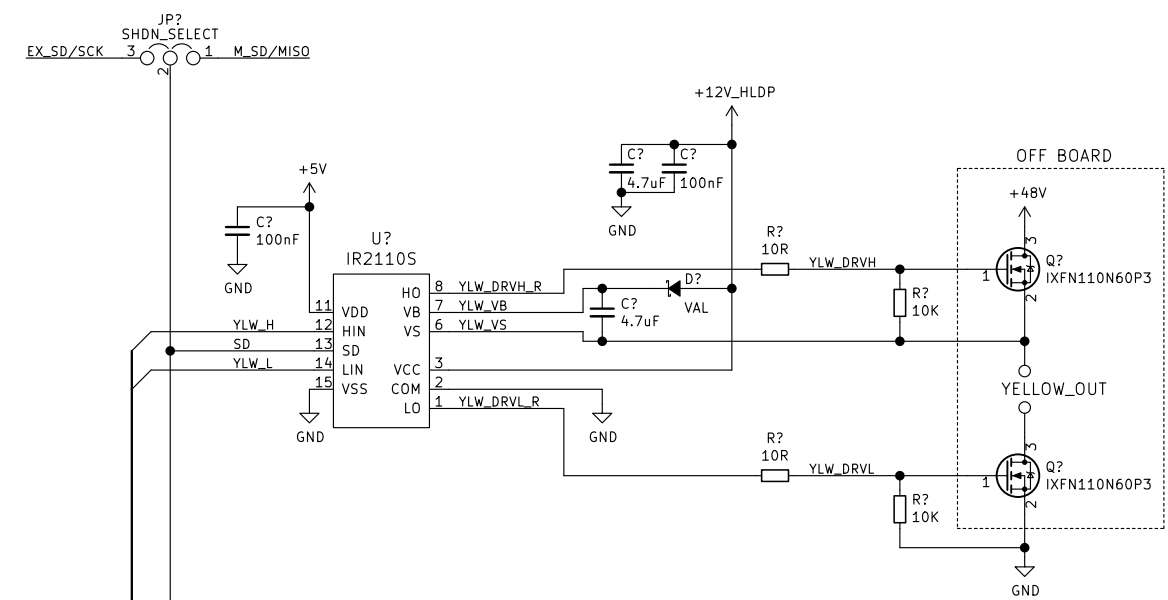 JP?
SHDN_SELECT
EX_SD/SCK 3 1 M_SD/MISO
2
+12V_HLDP
C? C?
4.7uF 100nF
GND
OFF BOARD
+48V
+5V
C?
100nF
GND
U?
IR2110S
R?
10R
YLW_DRVH
3
1
Q?
IXFN110N60P3
2
HO 8 YLW_DRVH_R
VB 7 YLW_VB
VS 6 YLW_VS
D?
VAL
C?
4.7uF
R?
10K
11 VDD
YLW_H 12 HIN
SD 13 SD
YLW_L 14 LIN
15 VSS
VCC 3
COM 2
LO 1 YLW_DRVL_R
GND
GND
YELLOW_OUT
R?
10R
YLW_DRVL
3
1
Q?
IXFN110N60P3
2
R?
10K
GND